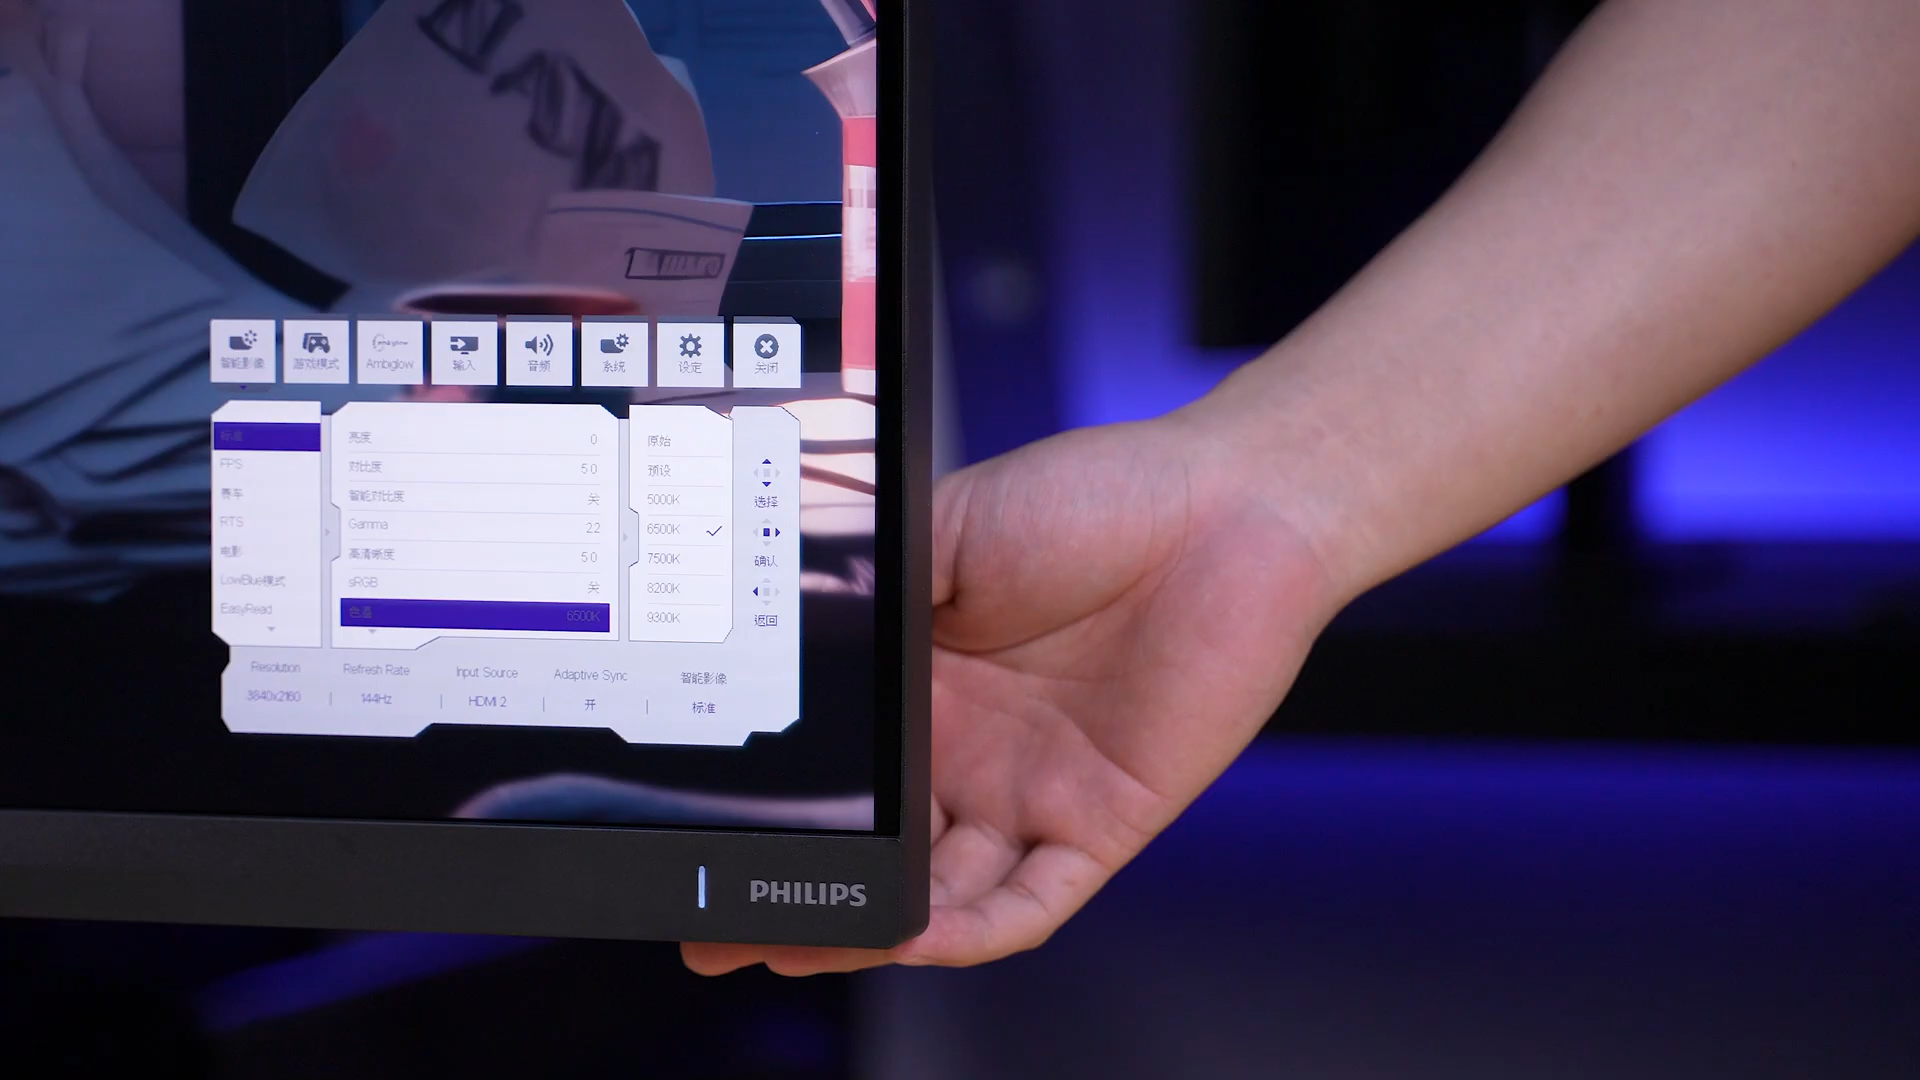 智能影像
游戏模式
Ambiglow
输入
音频
系统
设定
关闭
标准
FPS
赛车
RTS
电影
LowBlue模式
EasyRead
亮度 0
对比度 50
智能对比度 关
Gamma 2.2
高清晰度 50
sRGB 关
色温 6500K
原始
预设
5000K
6500K
7500K
8200K
9300K
选择
确认
返回
Resolution
3840x2160
Refresh Rate
144Hz
Input Source
HDMI 2
Adaptive Sync
开
智能影像
标准
PHILIPS